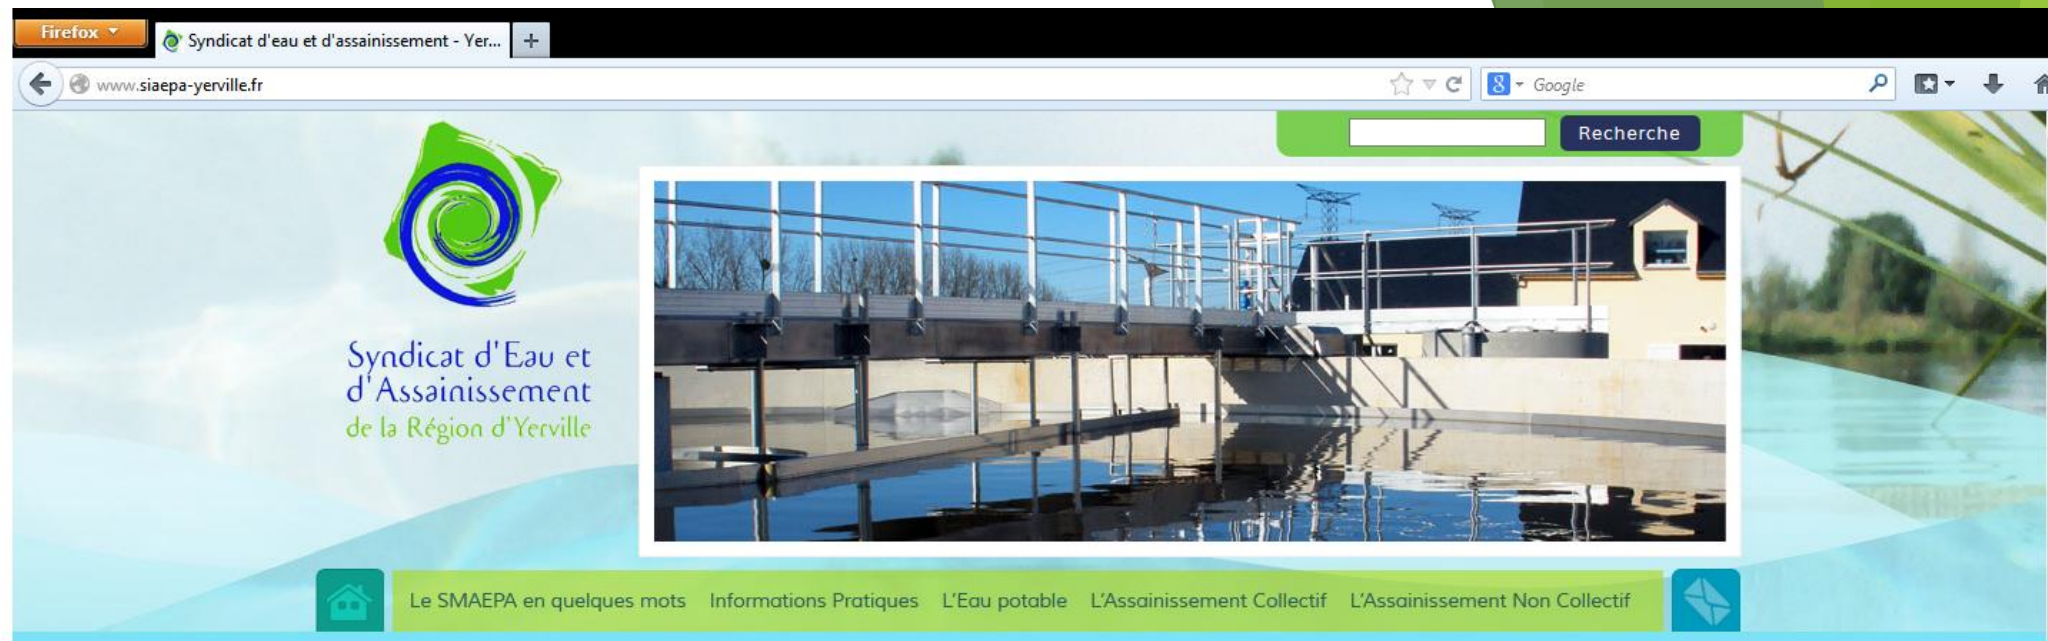 Firefox
Syndicat d'eau et d'assainissement - Yer...
www.siaepa-yerville.fr
8
Google
Recherche
Syndicat d'Eau et
d'Assainissement
de la Région d'Yerville
Le SMAEPA en quelques mots Informations Pratiques L'Eau potable L'Assainissement Collectif L'Assainissement Non Collectif